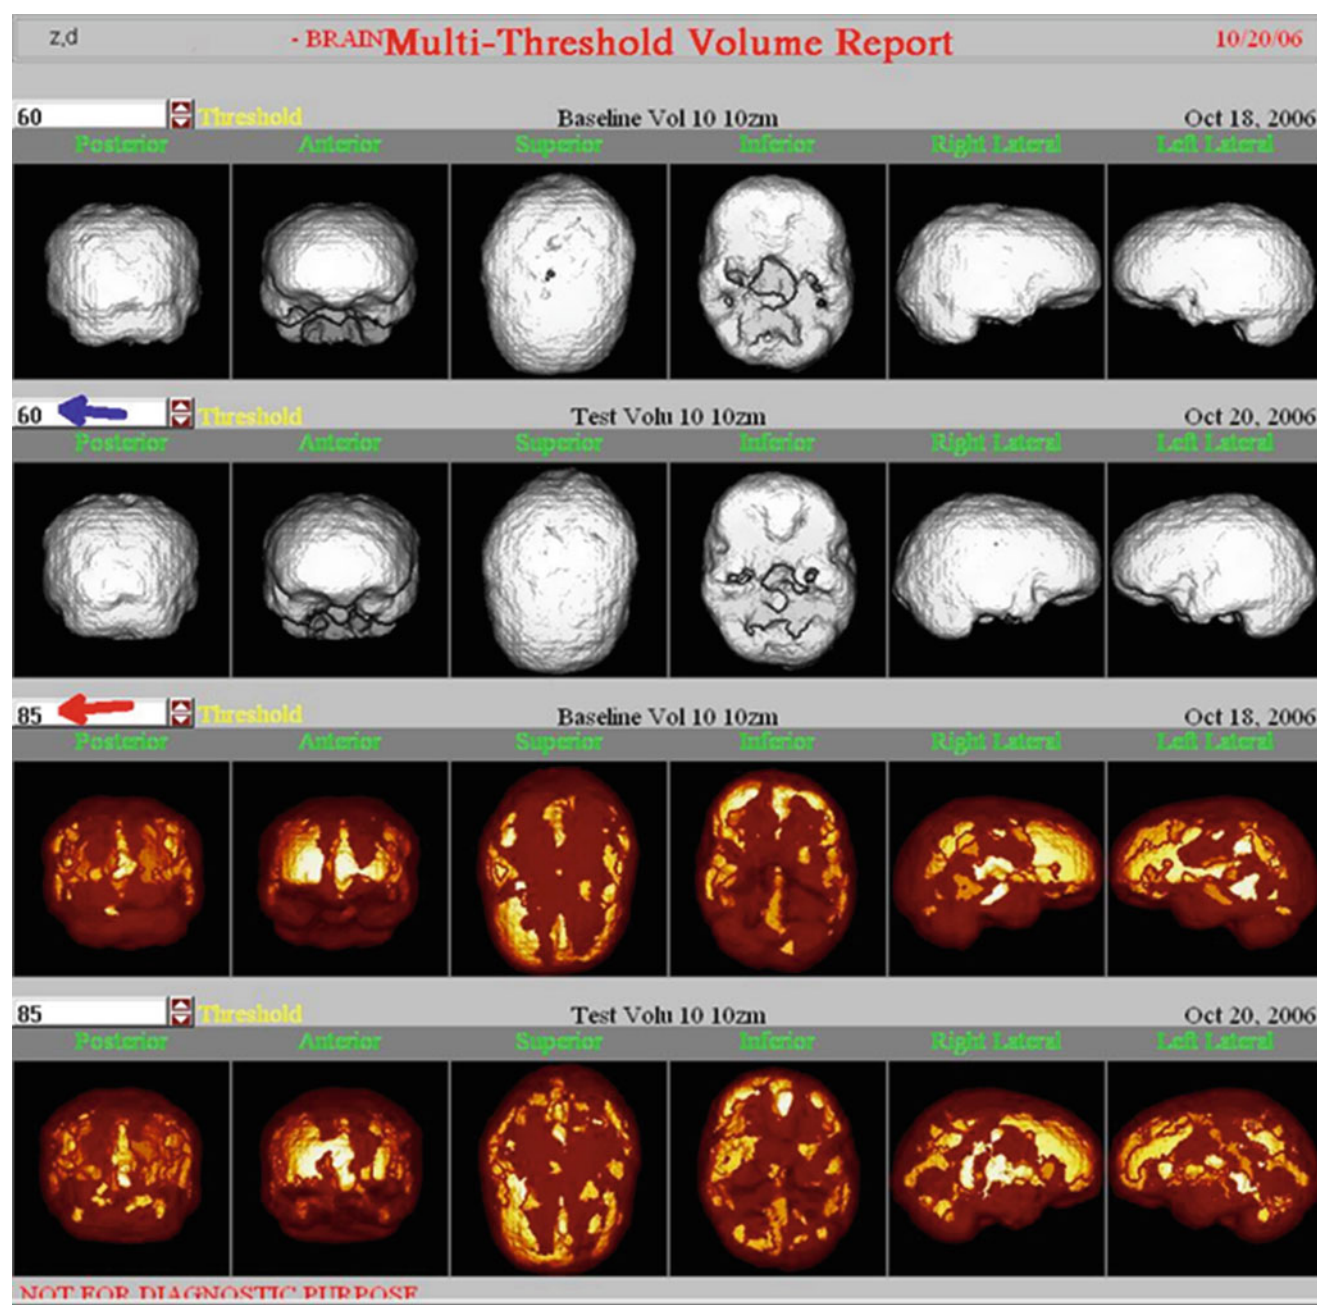 z,d - BRAIN Multi-Threshold Volume Report 10/20/06
60 Threshold Baseline Vol 10 10zm Oct 18, 2006
Posterior Anterior Superior Inferior Right Lateral Left Lateral
60 Threshold Test Volu 10 10zm Oct 20, 2006
Posterior Anterior Superior Inferior Right Lateral Left Lateral
85 Threshold Baseline Vol 10 10zm Oct 18, 2006
Posterior Anterior Superior Inferior Right Lateral Left Lateral
85 Threshold Test Volu 10 10zm Oct 20, 2006
Posterior Anterior Superior Inferior Right Lateral Left Lateral
NOT FOR DIAGNOSTIC PURPOSE